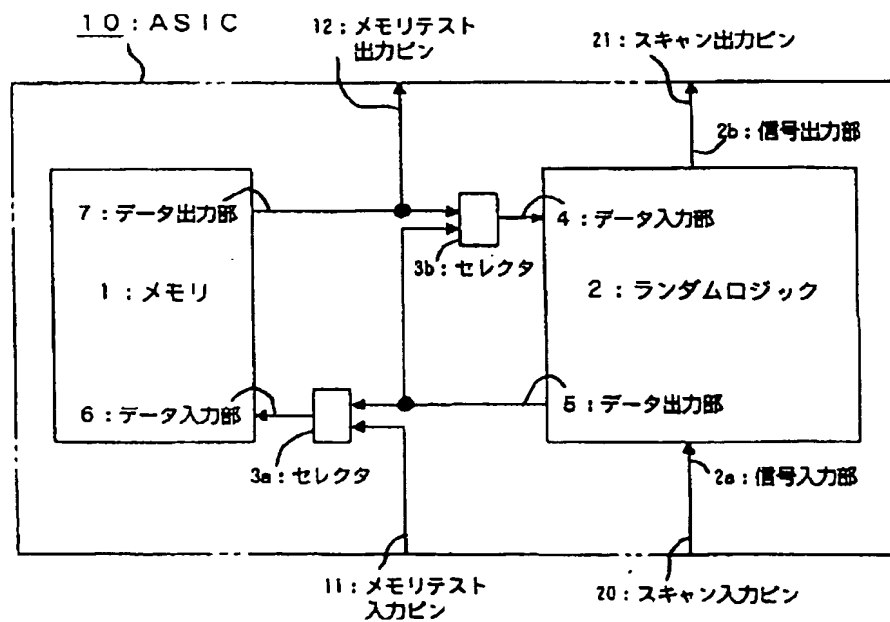 10：ASIC
12：メモリテスト
出力ピン
21：スキャン出力ピン
2b：信号出力部
7：データ出力部
4：データ入力部
3b：セレクタ
1：メモリ
2：ランダムロジック
6：データ入力部
5：データ出力部
3a：セレクタ
2a：信号入力部
11：メモリテスト
入力ピン
20：スキャン入力ピン